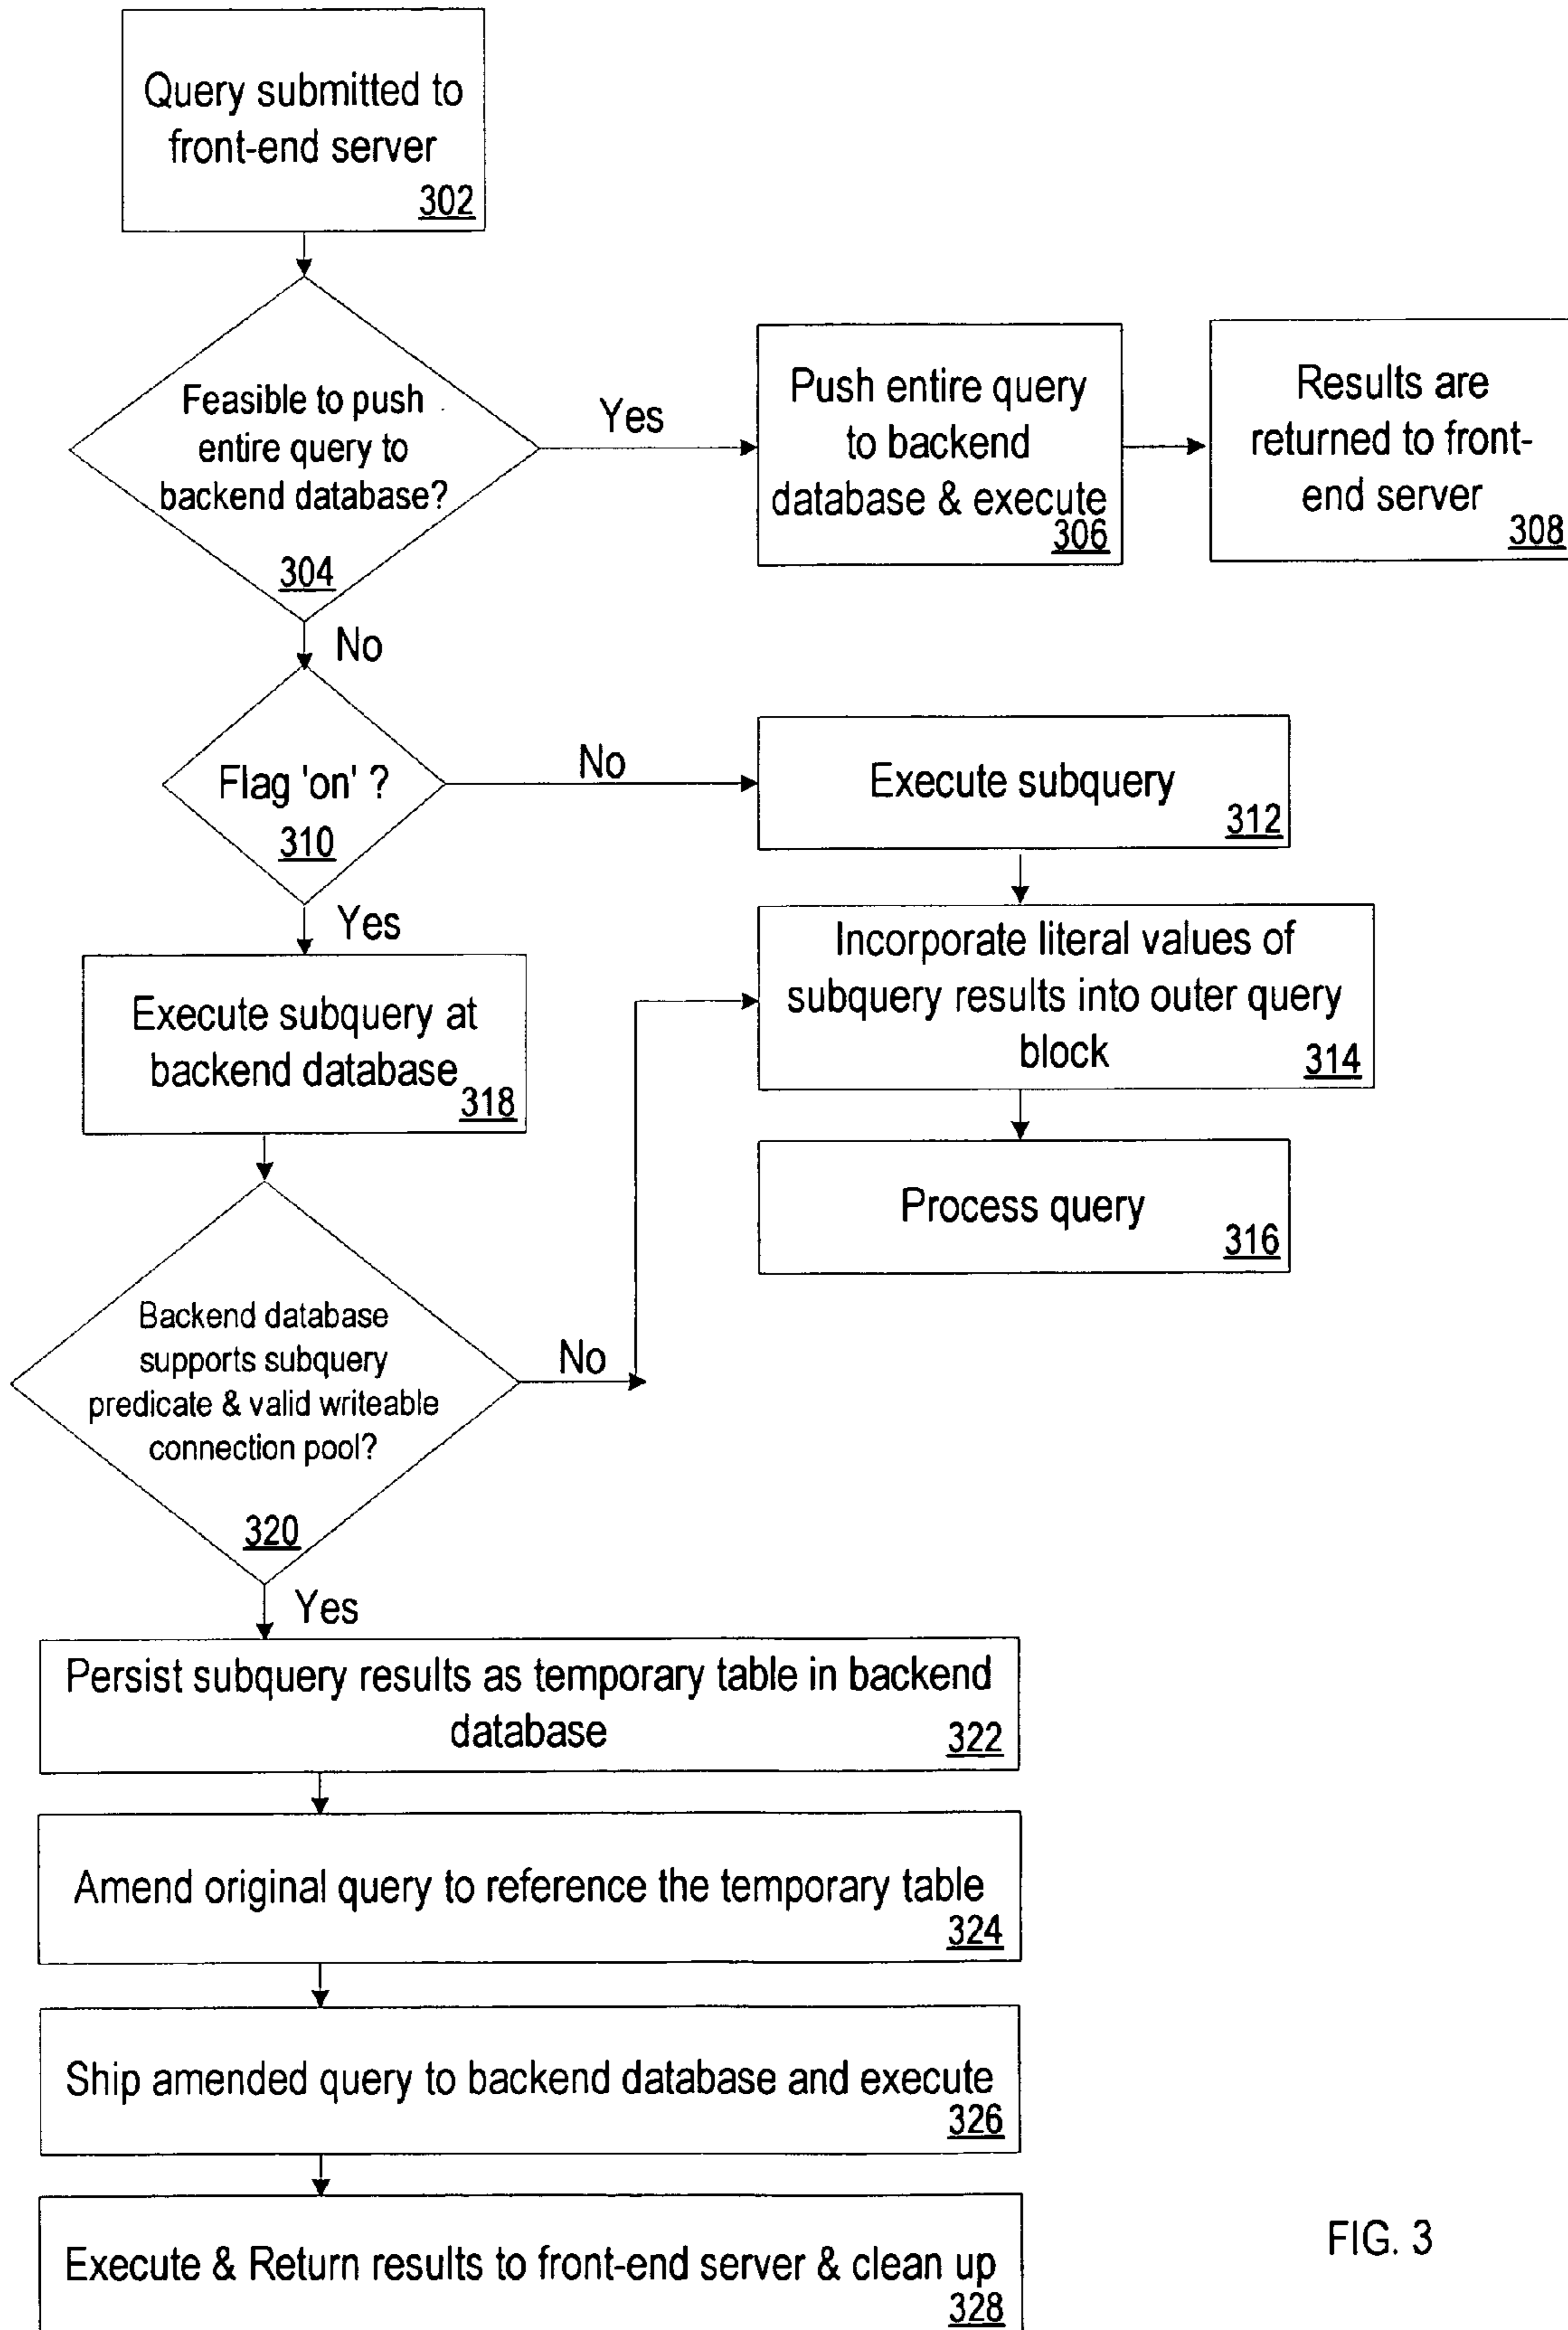 Query submitted to
front-end server
302
Feasible to push
entire query to
backend database?
304
Yes
Push entire query
to backend
database & execute
306
Results are
returned to front-
end server
308
No
Flag 'on' ?
310
No
Execute subquery
312
Yes
Incorporate literal values of
subquery results into outer query
block
314
Execute subquery at
backend database
318
Process query
316
Backend database
supports subquery
predicate & valid writeable
connection pool?
320
No
Yes
Persist subquery results as temporary table in backend
database
322
Amend original query to reference the temporary table
324
Ship amended query to backend database and execute
326
Execute & Return results to front-end server & clean up
328
FIG. 3